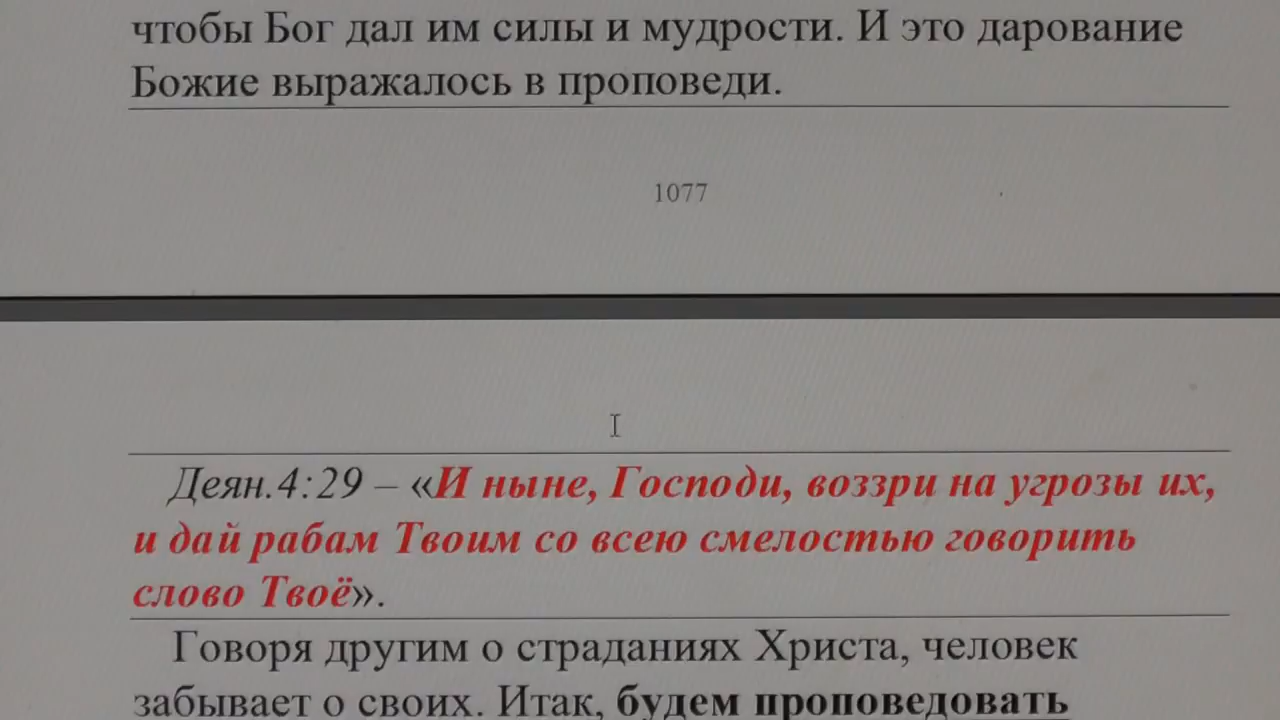 чтобы Бог дал им силы и мудрости. И это дарование
Божие выражалось в проповеди.
1077
Деян.4:29 – «И ныне, Господи, воззри на угрозы их,
и дай рабам Твоим со всею смелостью говорить
слово Твоё».
Говоря другим о страданиях Христа, человек
забывает о своих. Итак, будем проповедовать